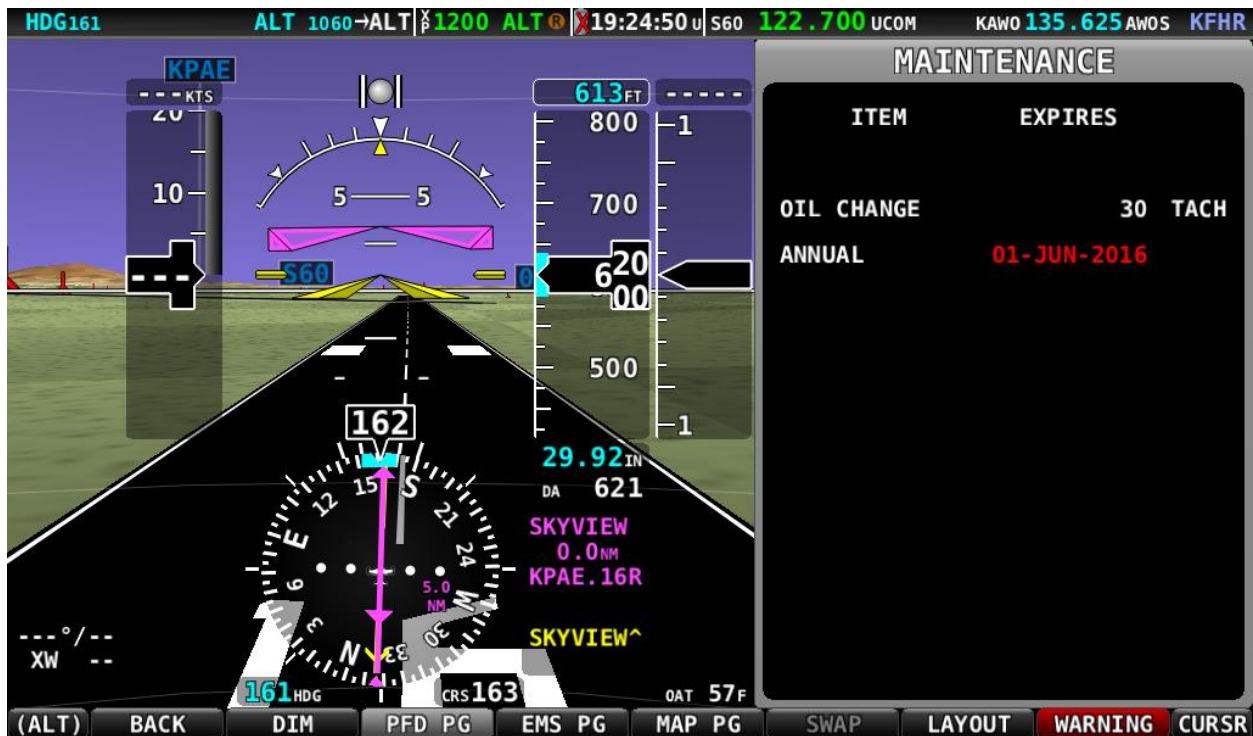 HDG161 ALT 1060→ALT XP 1200 ALT R X 19:24:50 U S60 122.700 UCOM KAWO 135.625 AWOS KFHR
MAINTENANCE
ITEM EXPIRES
OIL CHANGE 30 TACH
ANNUAL 01-JUN-2016
KPAE
---KTS
20
10
---
5 5
S60
0
613FT
800
700
620
00
500
-----
1
1
162
29.92IN
DA 621
SKYVIEW
0.0NM
KPAE.16R
SKYVIEW^
12 15 S 21 24 W 30 33 N 3 6 E
5.0
NM
---°/--
XW --
161HDG
CRS163
OAT 57F
(ALT) BACK DIM PFD PG EMS PG MAP PG SWAP LAYOUT WARNING CURSR